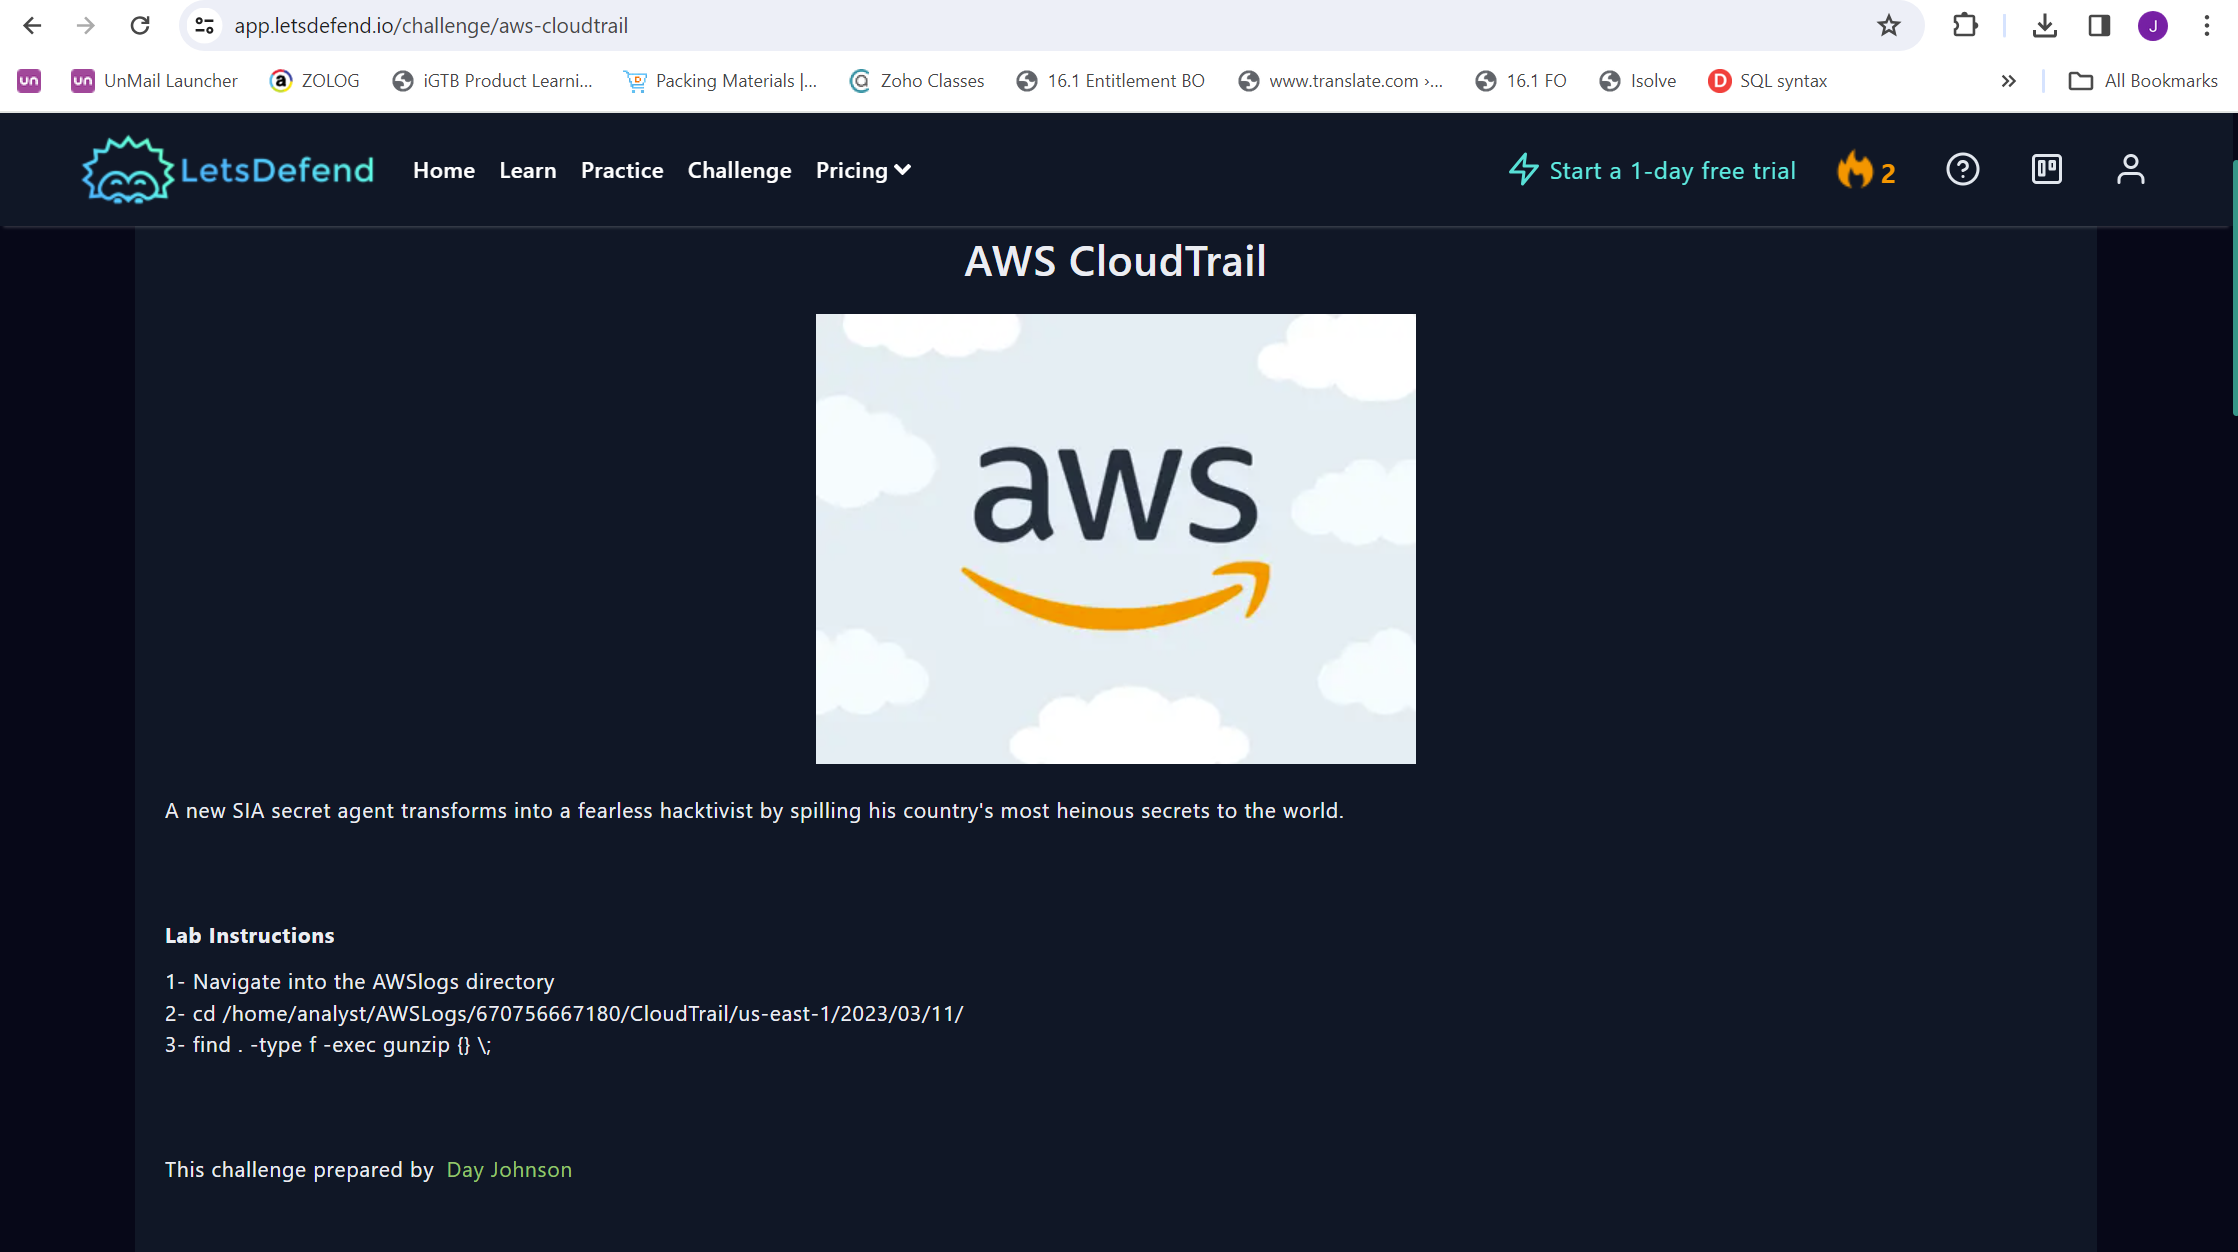 app.letsdefend.io/challenge/aws-cloudtrail
J
un
un UnMail Launcher
a ZOLOG
iGTB Product Learni...
Packing Materials |...
Zoho Classes
16.1 Entitlement BO
www.translate.com ›...
16.1 FO
Isolve
D SQL syntax
»
All Bookmarks
LetsDefend
Home
Learn
Practice
Challenge
Pricing
Start a 1-day free trial
2
AWS CloudTrail
aws
A new SIA secret agent transforms into a fearless hacktivist by spilling his country's most heinous secrets to the world.
Lab Instructions
1- Navigate into the AWSlogs directory
2- cd /home/analyst/AWSLogs/670756667180/CloudTrail/us-east-1/2023/03/11/
3- find . -type f -exec gunzip {} \;
This challenge prepared by Day Johnson